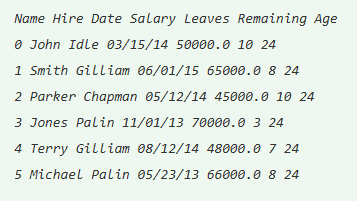 Name Hire Date Salary Leaves Remaining Age
0 John Idle 03/15/14 50000.0 10 24
1 Smith Gilliam 06/01/15 65000.0 8 24
2 Parker Chapman 05/12/14 45000.0 10 24
3 Jones Palin 11/01/13 70000.0 3 24
4 Terry Gilliam 08/12/14 48000.0 7 24
5 Michael Palin 05/23/13 66000.0 8 24